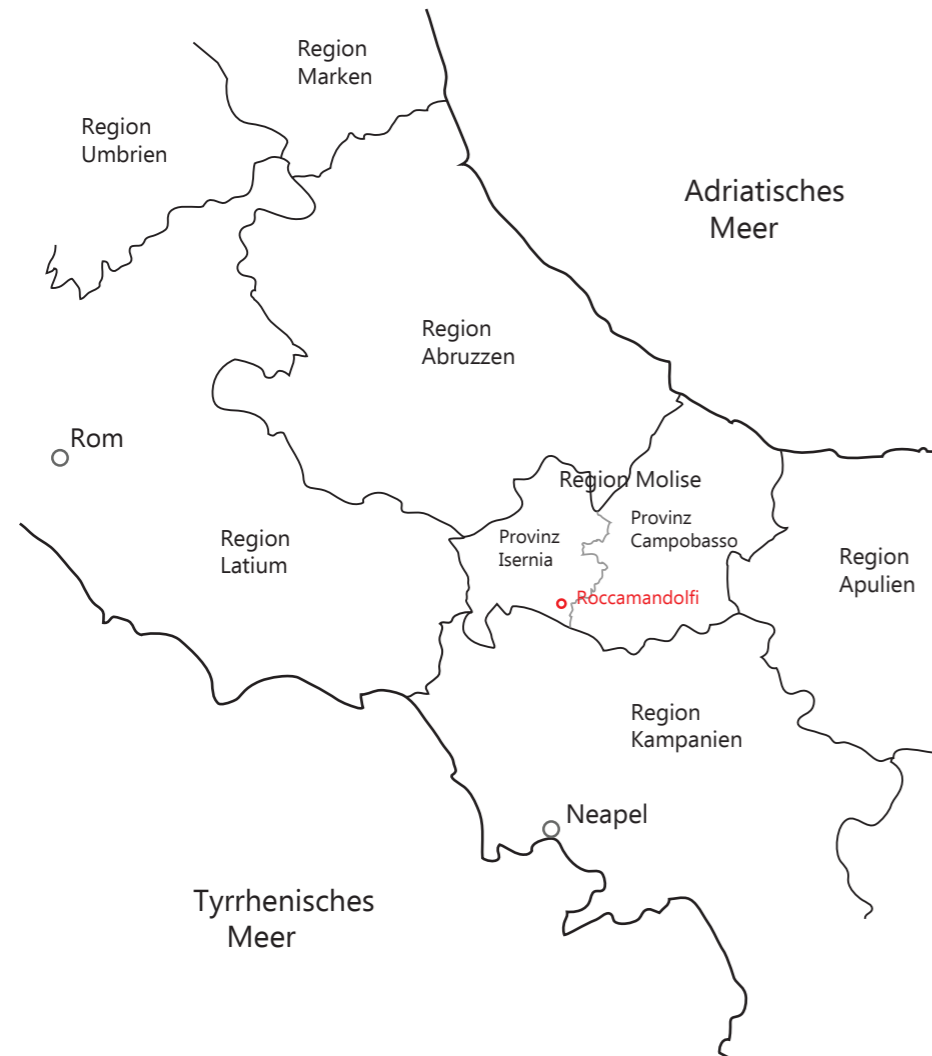 Region
Marken
Region
Umbrien
Adriatisches
Meer
Region
Abruzzen
Rom
Region Molise
Provinz
Isernia
Provinz
Campobasso
Region
Latium
Region
Apulien
Roccamandolfi
Region
Kampanien
Neapel
Tyrrhenisches
Meer